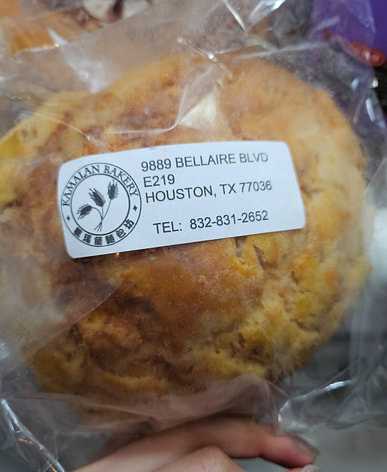 KAMALAN BAKERY
9889 BELLAIRE BLVD
E219
HOUSTON, TX 77036
TEL: 832-831-2652